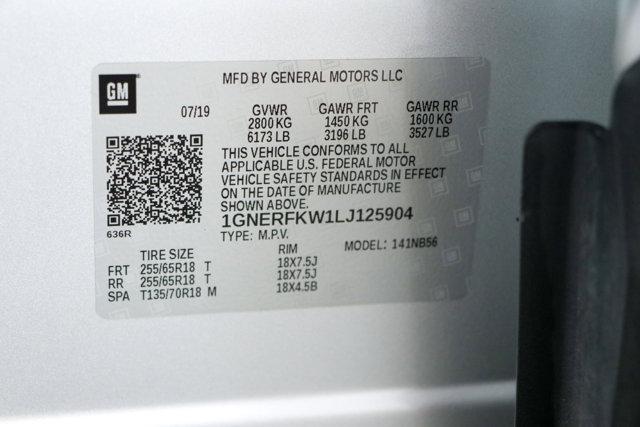 GM
MFD BY GENERAL MOTORS LLC
07/19 GVWR GAWR FRT GAWR RR
2800 KG 1450 KG 1600 KG
6173 LB 3196 LB 3527 LB
THIS VEHICLE CONFORMS TO ALL
APPLICABLE U.S. FEDERAL MOTOR
VEHICLE SAFETY STANDARDS IN EFFECT
ON THE DATE OF MANUFACTURE
SHOWN ABOVE.
636R
1GNERFKW1LJ125904
TYPE: M.P.V. MODEL: 141NB56
TIRE SIZE RIM
FRT 255/65R18 T 18X7.5J
RR 255/65R18 T 18X7.5J
SPA T135/70R18 M 18X4.5B